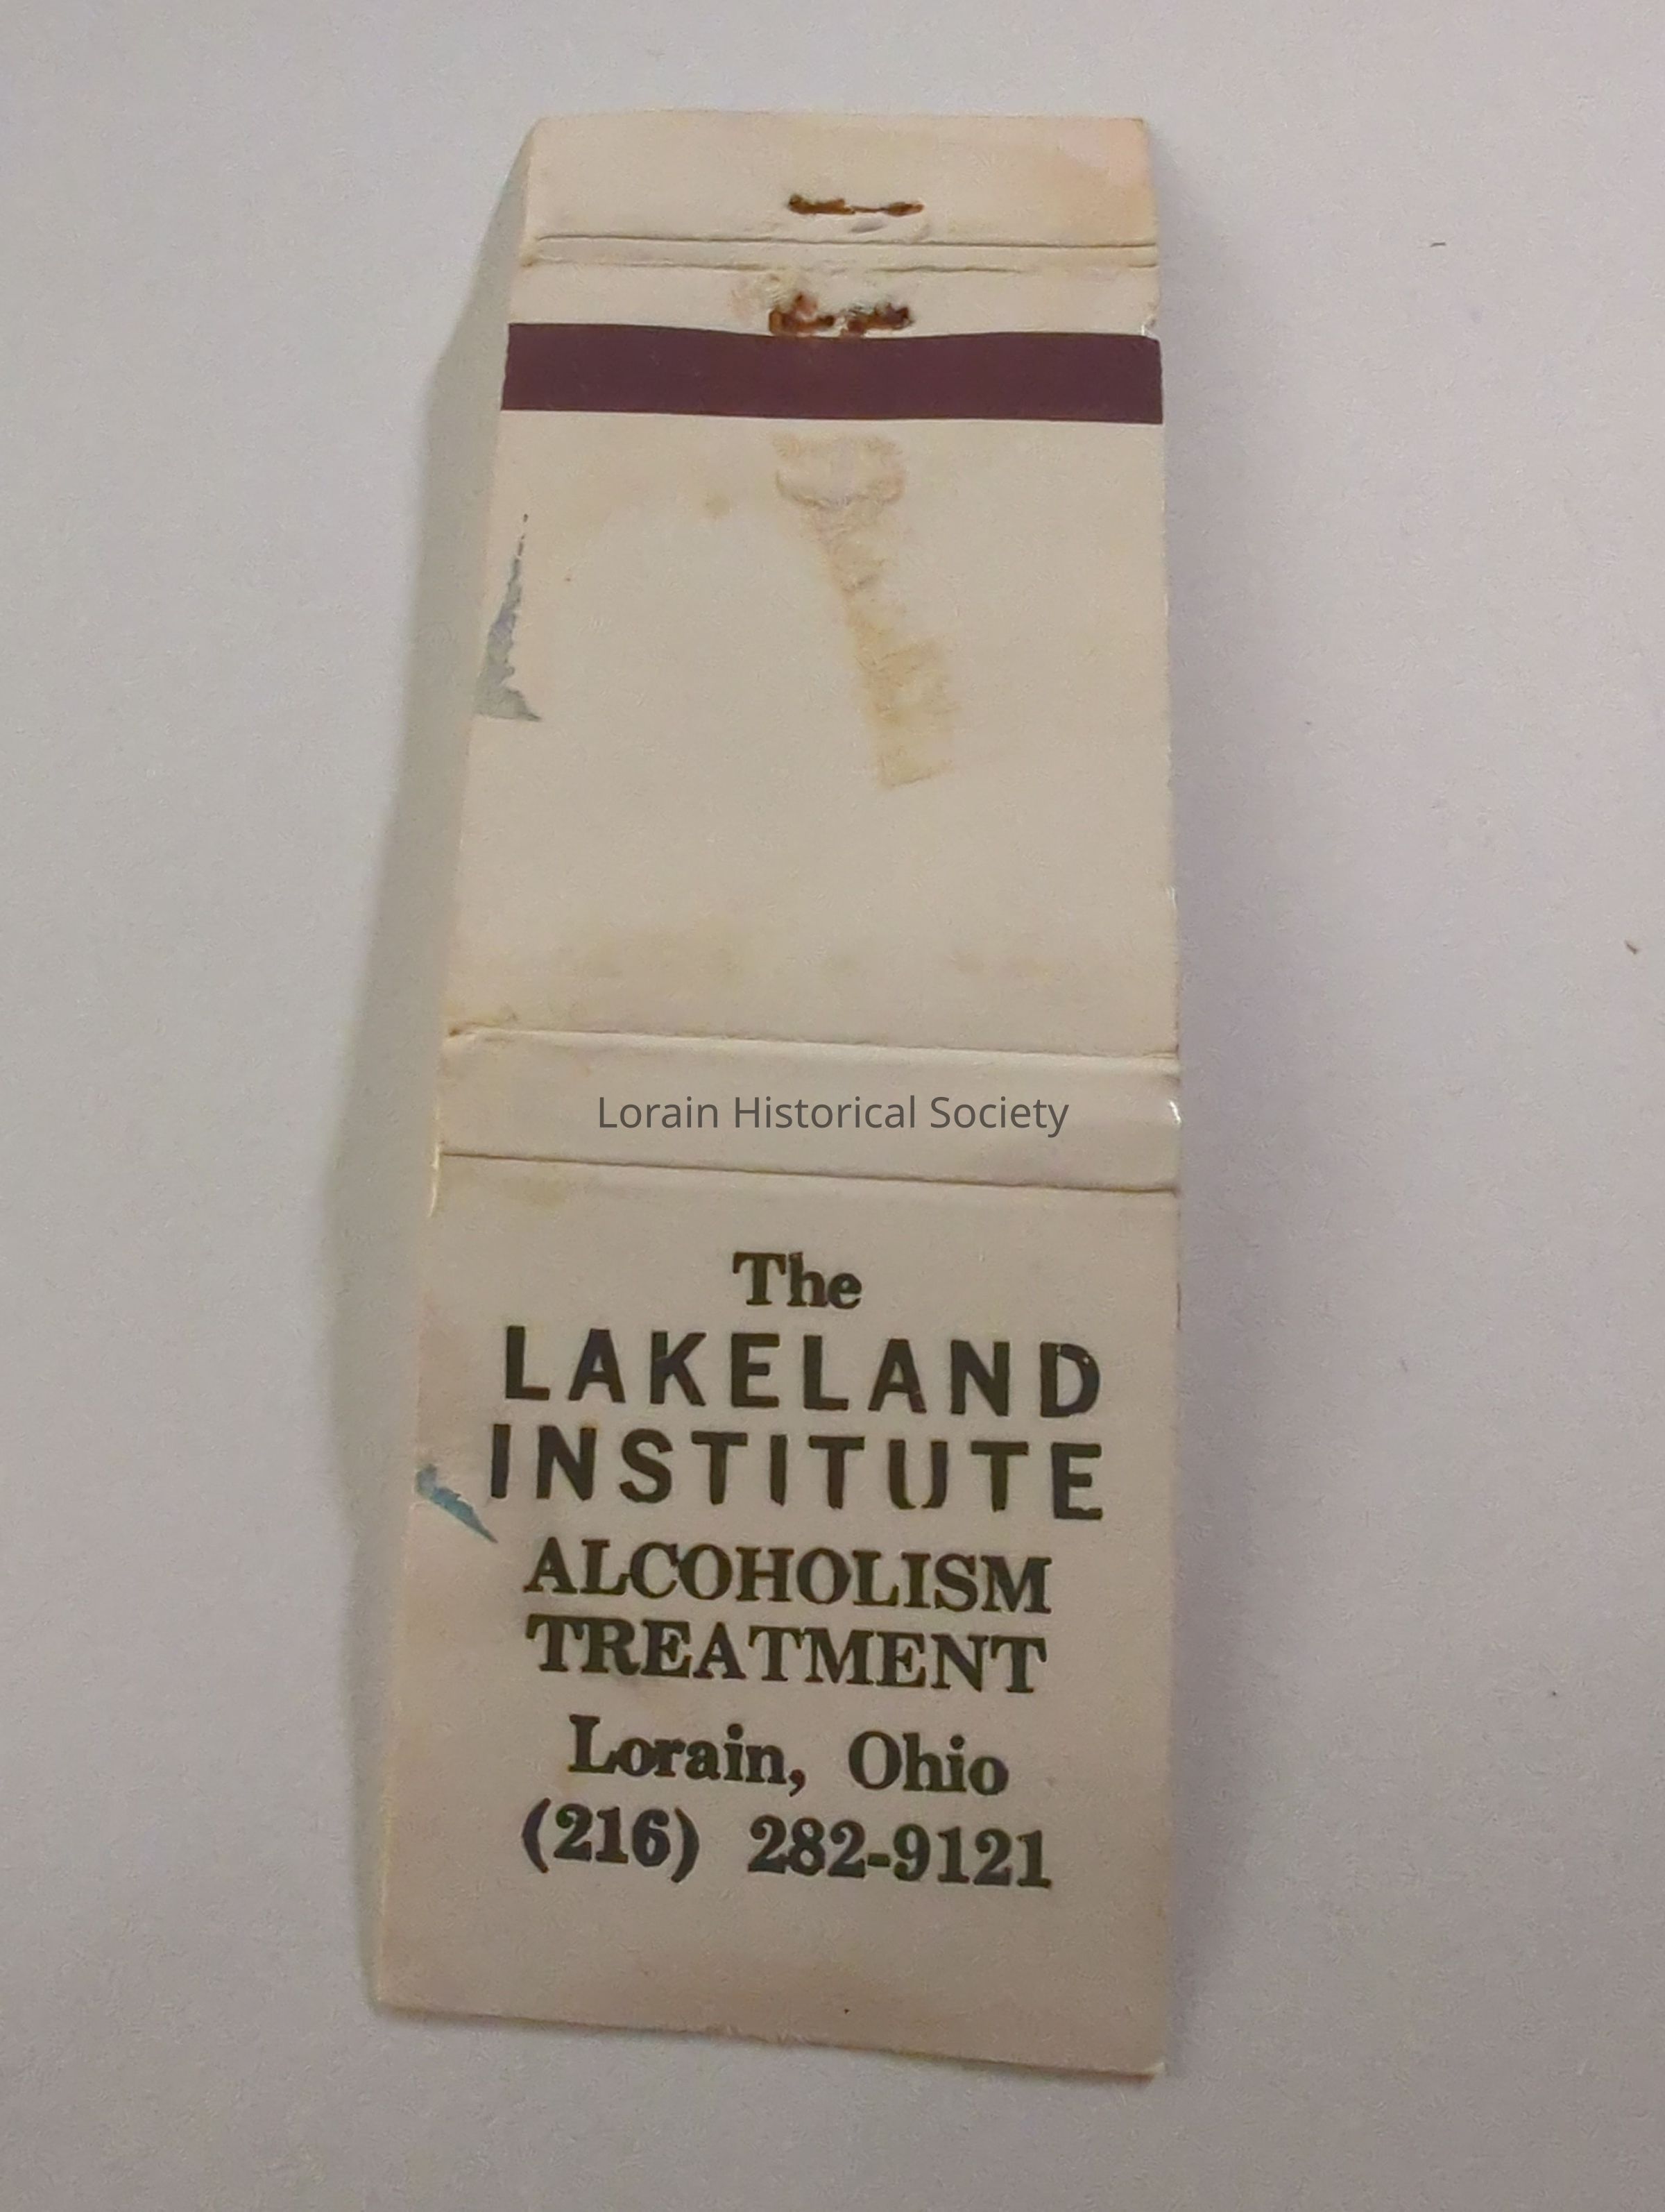 Lorain Historical Society
The
LAKELAND
INSTITUTE
ALCOHOLISM
TREATMENT
Lorain, Ohio
(216) 282-9121